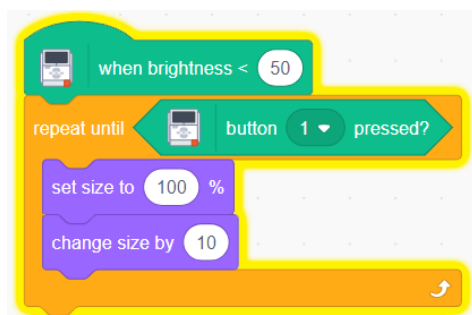 when brightness < 50
repeat until button 1 pressed?
set size to 100 %
change size by 10